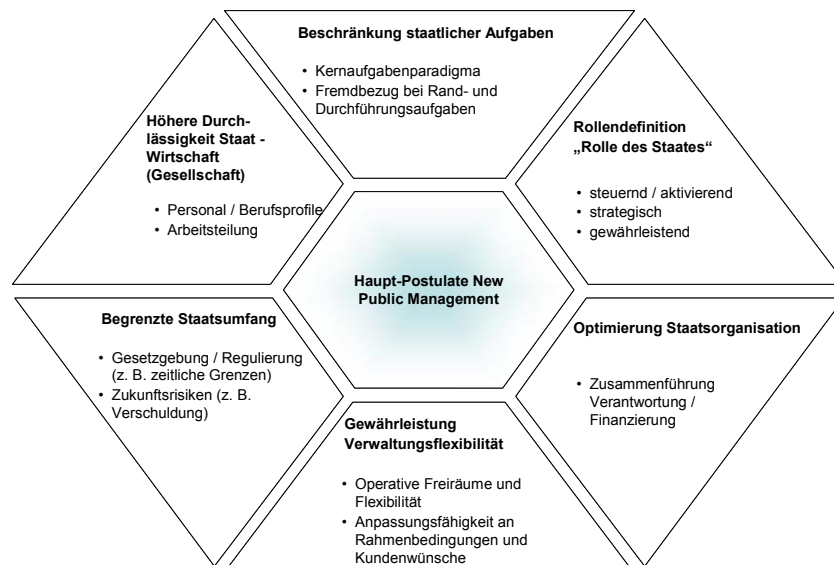 Beschränkung staatlicher Aufgaben
• Kernaufgabenparadigma
• Fremdbezug bei Rand- und
Durchführungsaufgaben
Höhere Durch-
lässigkeit Staat -
Wirtschaft
(Gesellschaft)
• Personal / Berufsprofile
• Arbeitsteilung
Rollendefinition
„Rolle des Staates“
• steuernd / aktivierend
• strategisch
• gewährleistend
Haupt-Postulate New
Public Management
Begrenzte Staatsumfang
• Gesetzgebung / Regulierung
(z. B. zeitliche Grenzen)
• Zukunftsrisiken (z. B.
Verschuldung)
Optimierung Staatsorganisation
• Zusammenführung
Verantwortung /
Finanzierung
Gewährleistung
Verwaltungsflexibilität
• Operative Freiräume und
Flexibilität
• Anpassungsfähigkeit an
Rahmenbedingungen und
Kundenwünsche